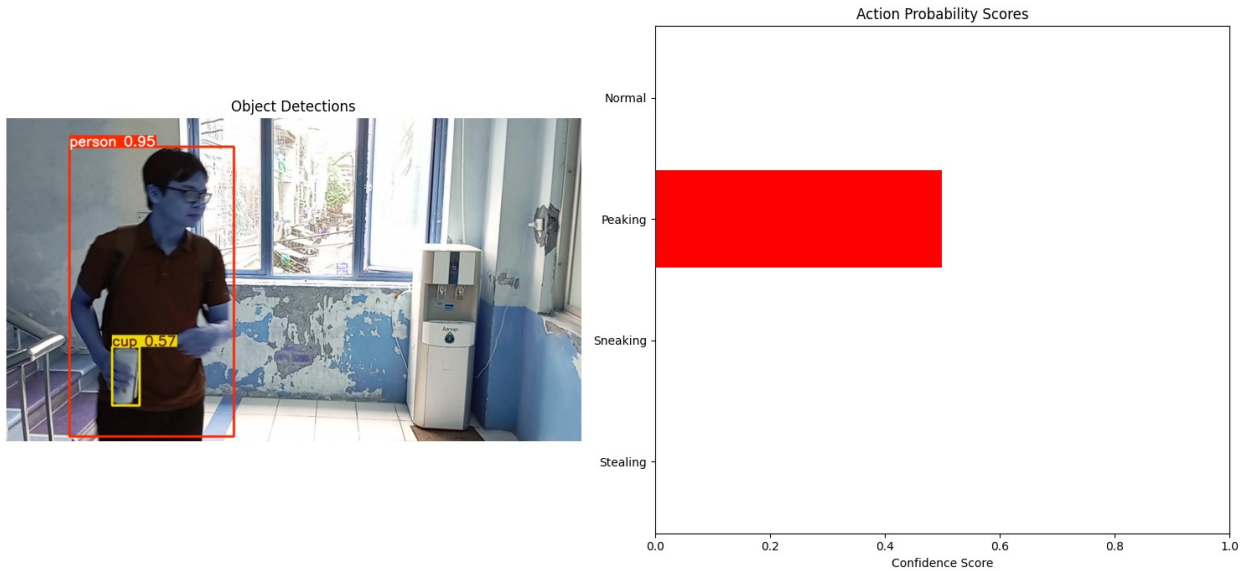 Object Detections
person 0.95
cup 0.57
Action Probability Scores
Normal
Peaking
Sneaking
Stealing
0.0 0.2 0.4 0.6 0.8 1.0
Confidence Score